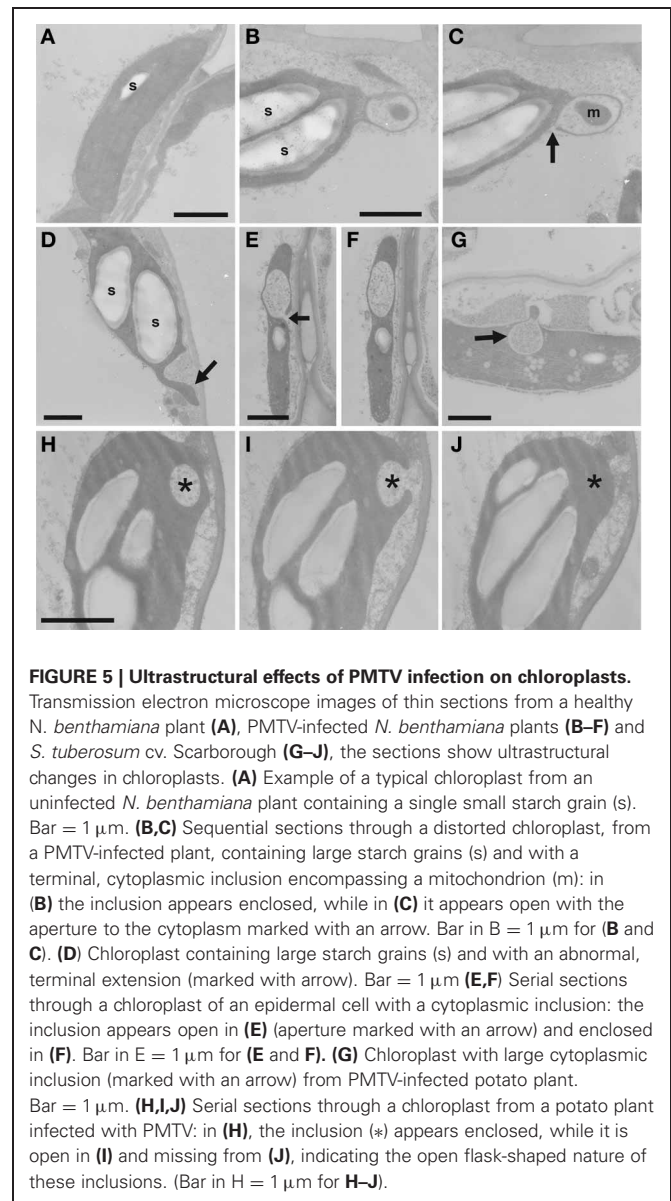 A
s
B
s
s
C
m
D
s
s
E
F
G
H
*
I
*
J
*
FIGURE 5 | Ultrastructural effects of PMTV infection on chloroplasts.
Transmission electron microscope images of thin sections from a healthy
N. benthamiana plant (A), PMTV-infected N. benthamiana plants (B–F) and
S. tuberosum cv. Scarborough (G–J), the sections show ultrastructural
changes in chloroplasts. (A) Example of a typical chloroplast from an
uninfected N. benthamiana plant containing a single small starch grain (s).
Bar = 1 μm. (B,C) Sequential sections through a distorted chloroplast, from
a PMTV-infected plant, containing large starch grains (s) and with a
terminal, cytoplasmic inclusion encompassing a mitochondrion (m): in
(B) the inclusion appears enclosed, while in (C) it appears open with the
aperture to the cytoplasm marked with an arrow. Bar in B = 1 μm for (B and
C). (D) Chloroplast containing large starch grains (s) and with an abnormal,
terminal extension (marked with arrow). Bar = 1 μm (E,F) Serial sections
through a chloroplast of an epidermal cell with a cytoplasmic inclusion: the
inclusion appears open in (E) (aperture marked with an arrow) and enclosed
in (F). Bar in E = 1 μm for (E and F). (G) Chloroplast with large cytoplasmic
inclusion (marked with an arrow) from PMTV-infected potato plant.
Bar = 1 μm. (H,I,J) Serial sections through a chloroplast from a potato plant
infected with PMTV: in (H), the inclusion (*) appears enclosed, while it is
open in (I) and missing from (J), indicating the open flask-shaped nature of
these inclusions. (Bar in H = 1 μm for H–J).